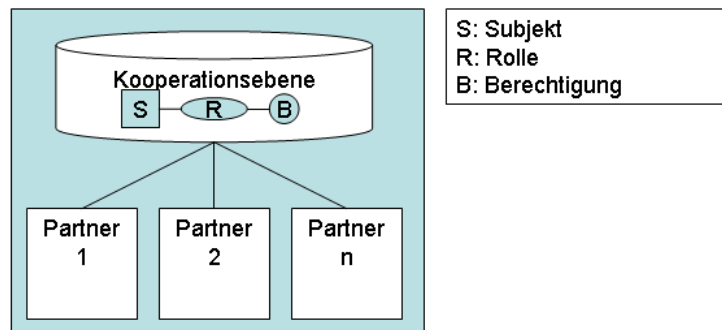 Kooperationsebene
S R B
Partner 1
Partner 2
Partner n
S: Subjekt
R: Rolle
B: Berechtigung